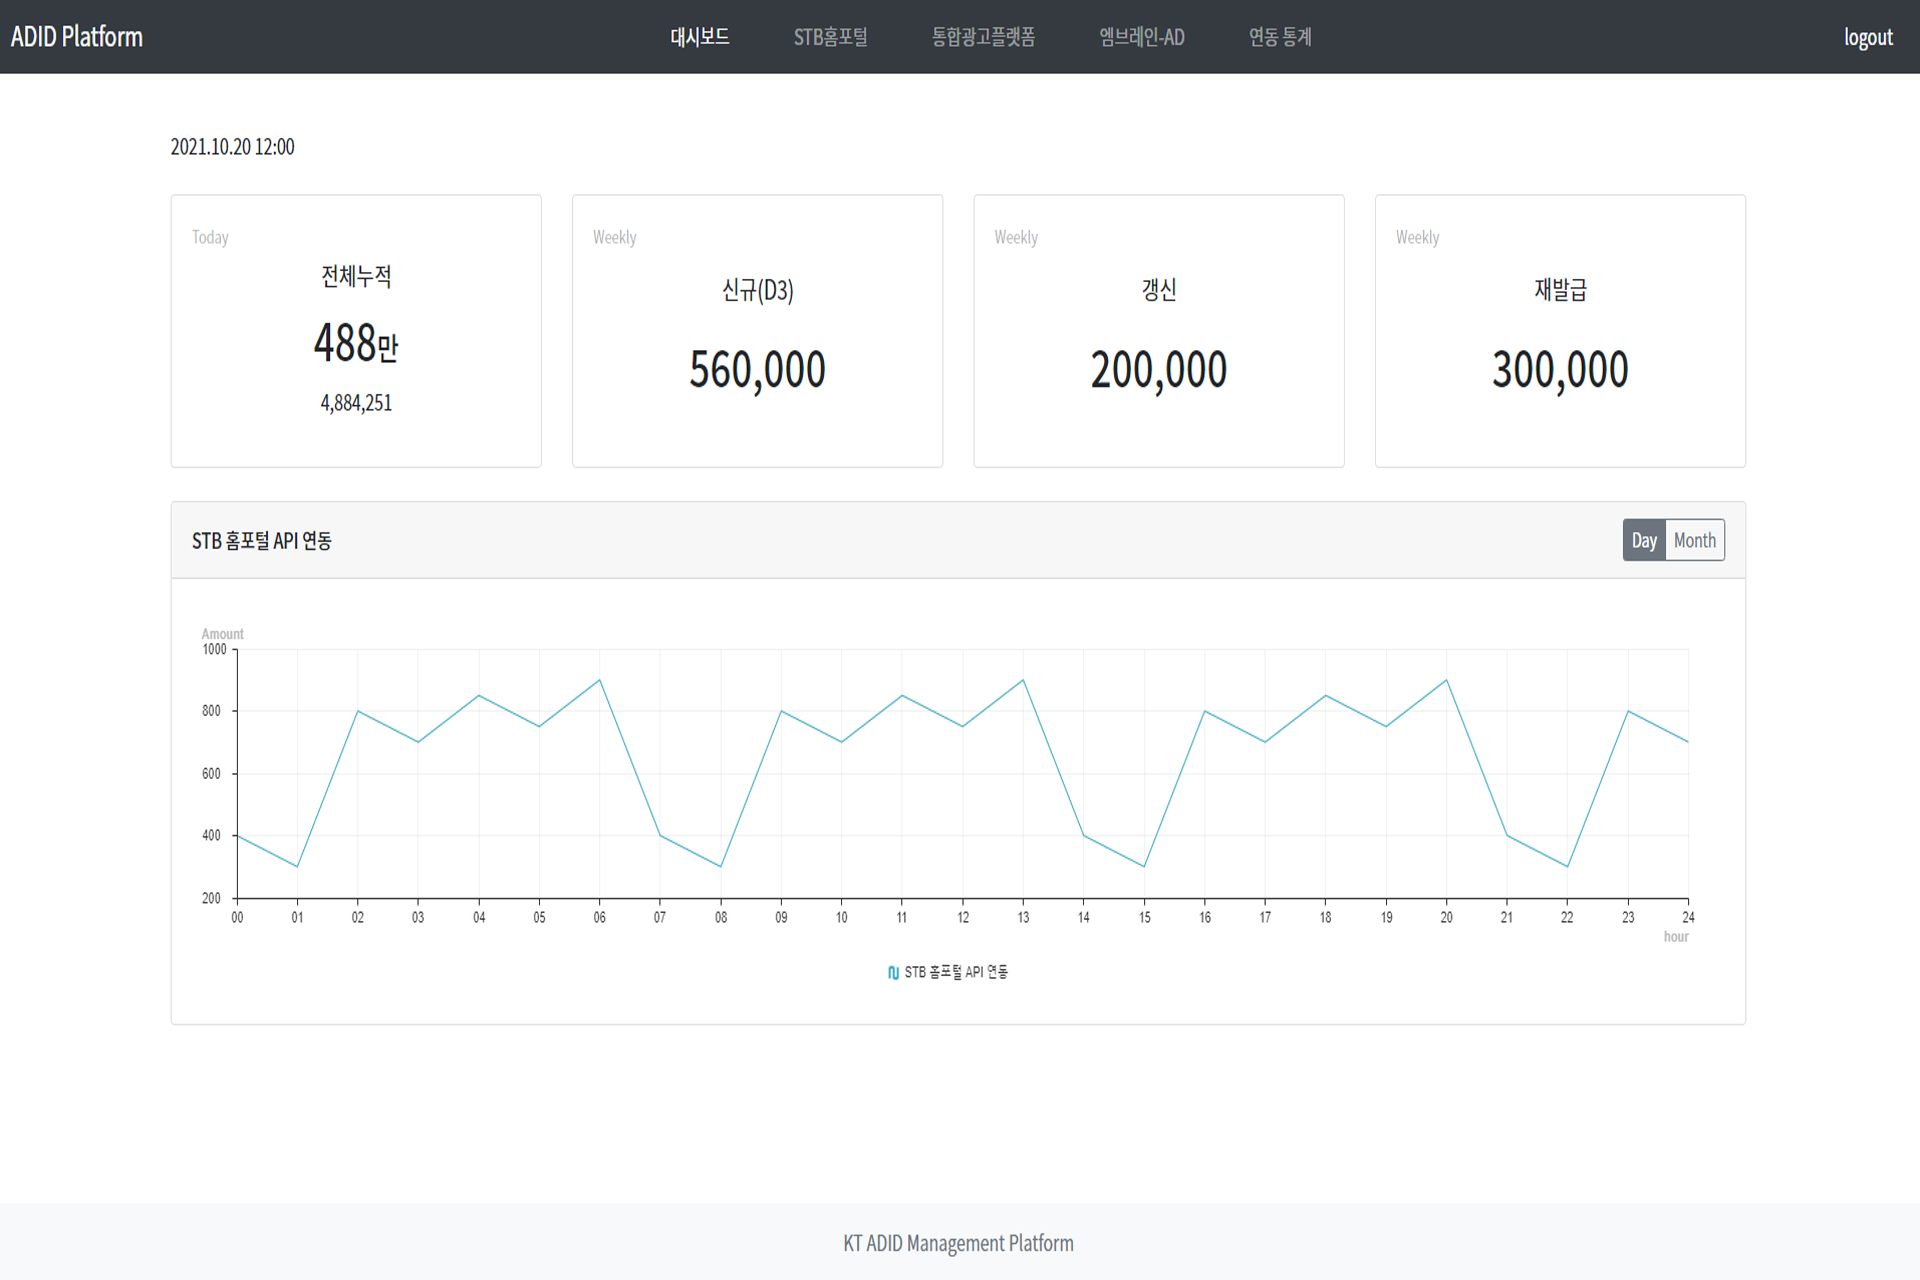 ADID Platform 대시보드 STB홈포털 통합광고플랫폼 엠브레인-AD 연동 통계 logout
2021.10.20 12:00
Today
전체누적
488만
4,884,251
Weekly
신규(D3)
560,000
Weekly
갱신
200,000
Weekly
재발급
300,000
STB 홈포털 API 연동 Day Month
Amount
1000
800
600
400
200
00 01 02 03 04 05 06 07 08 09 10 11 12 13 14 15 16 17 18 19 20 21 22 23 24
hour
STB 홈포털 API 연동
KT ADID Management Platform